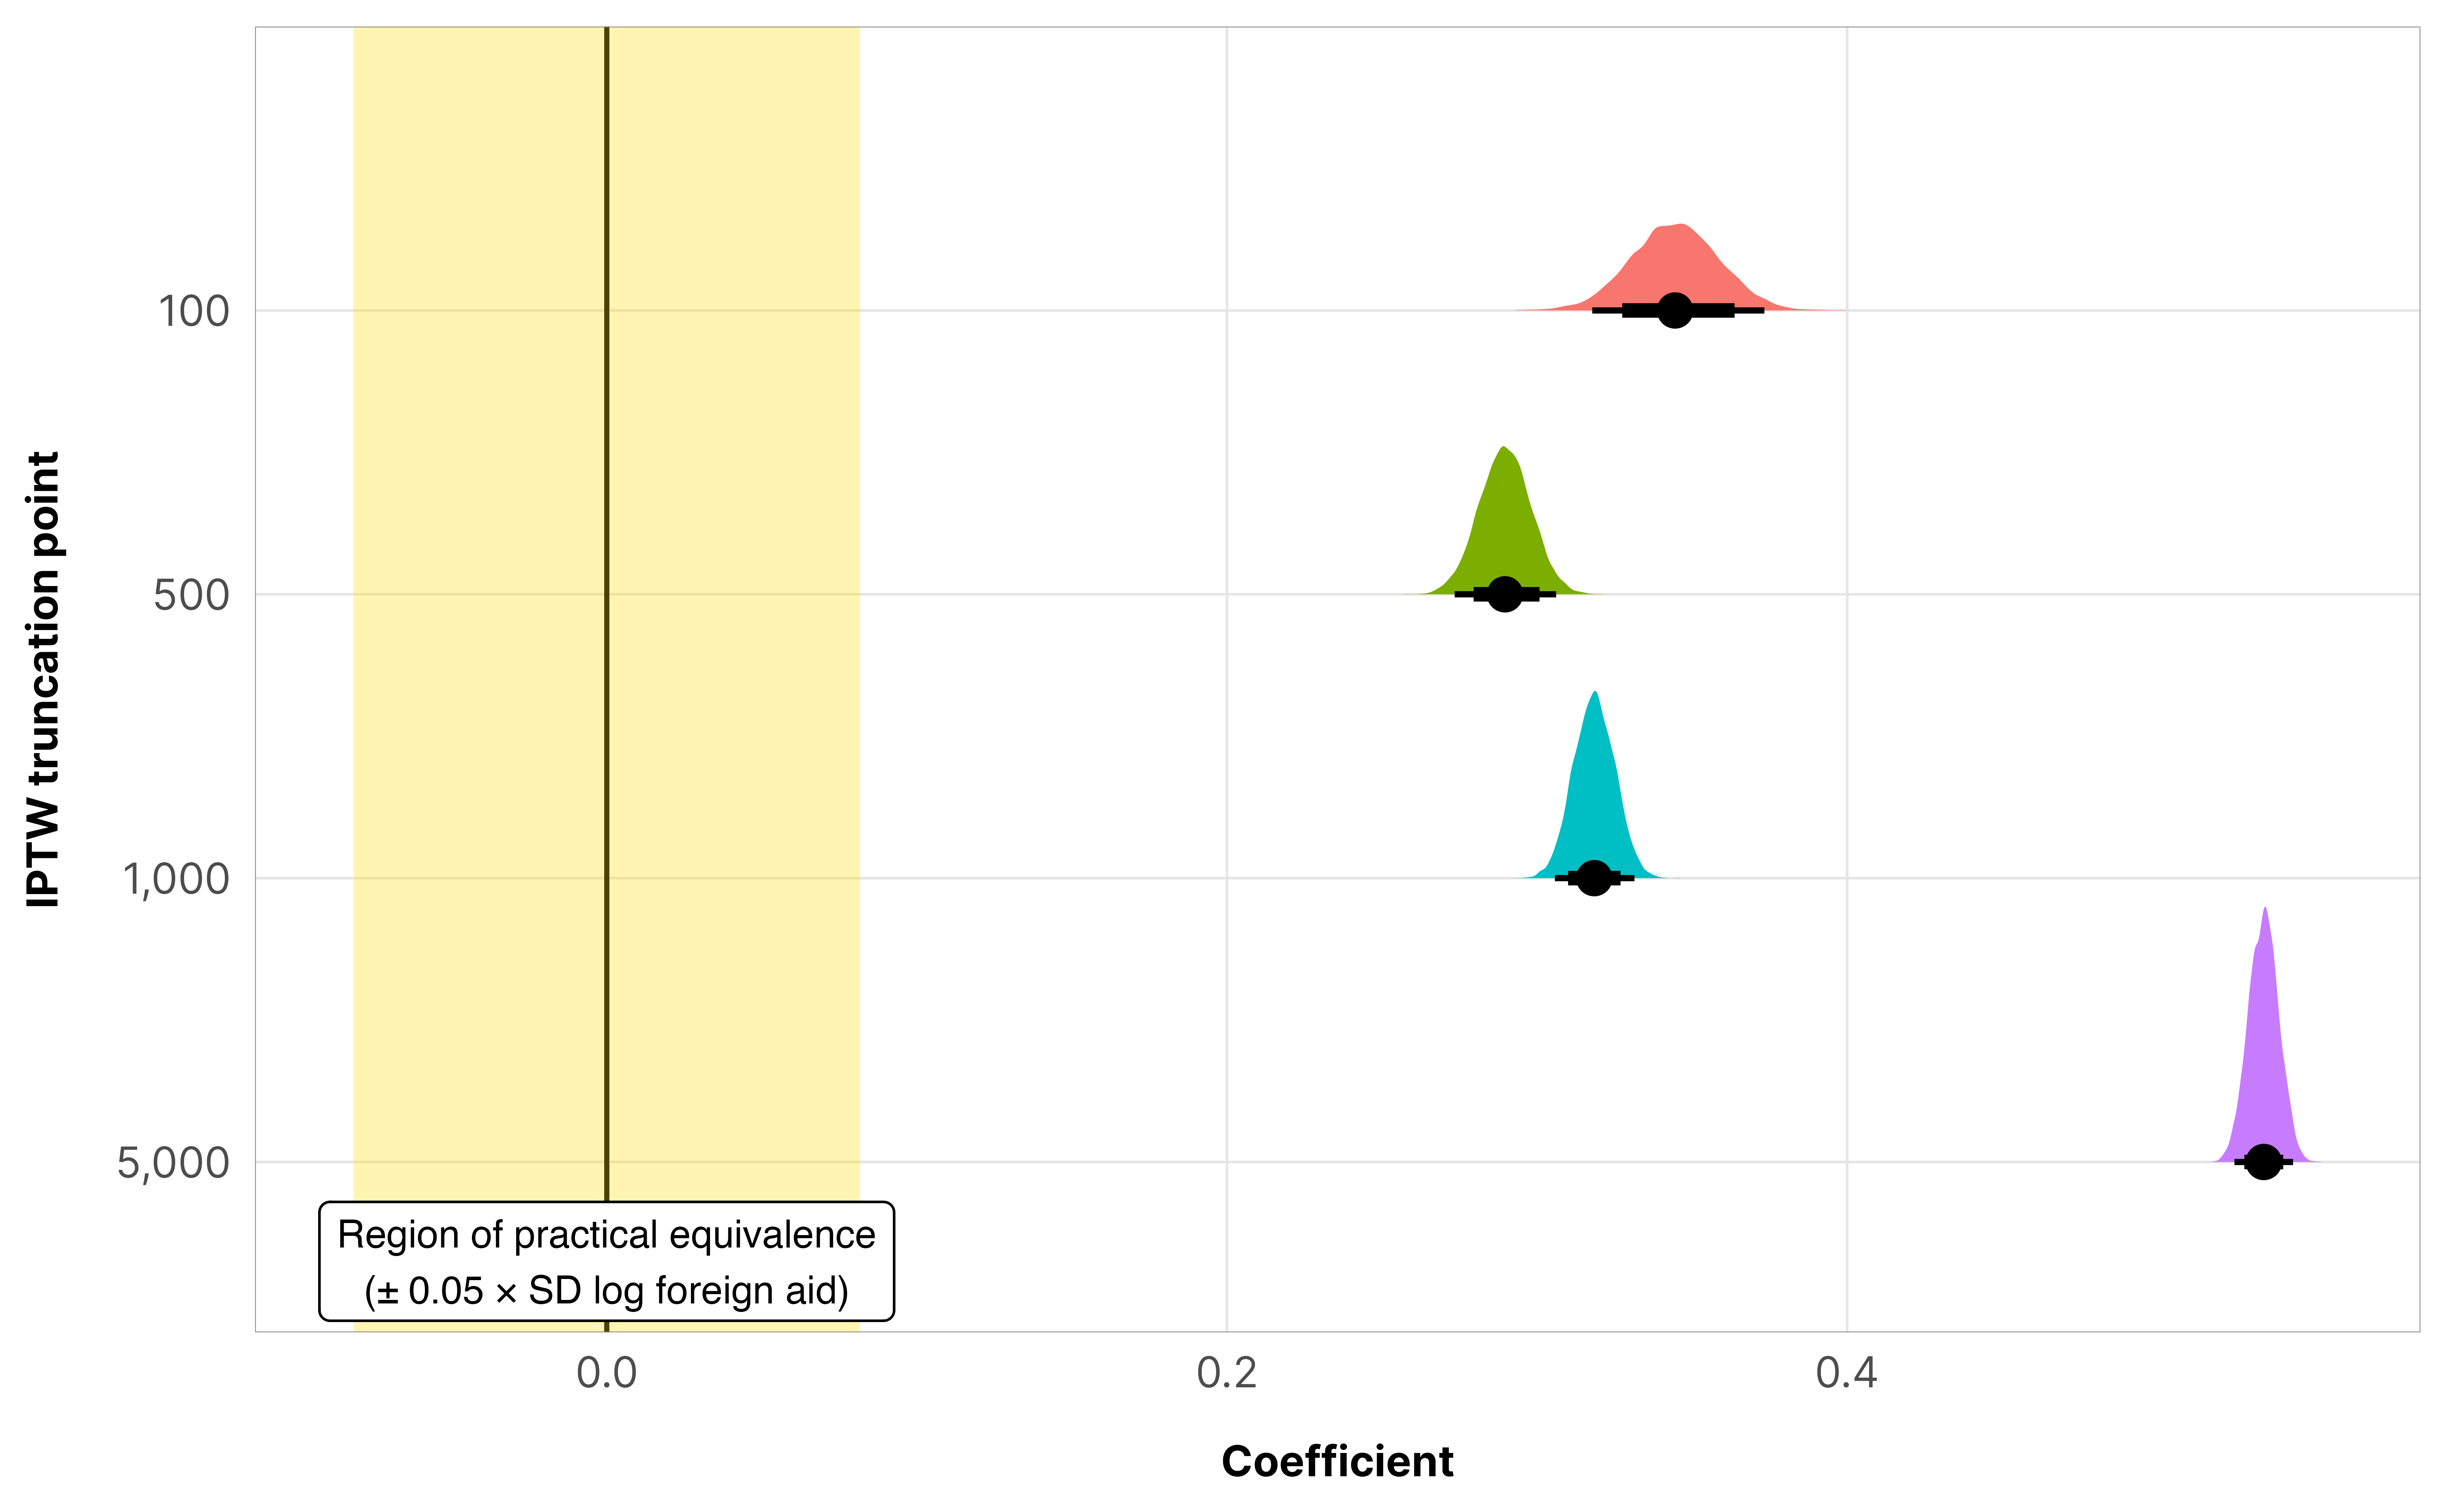 IPTW truncation point
100
500
1,000
5,000
Region of practical equivalence
(± 0.05 × SD log foreign aid)
0.0
0.2
0.4
Coefficient